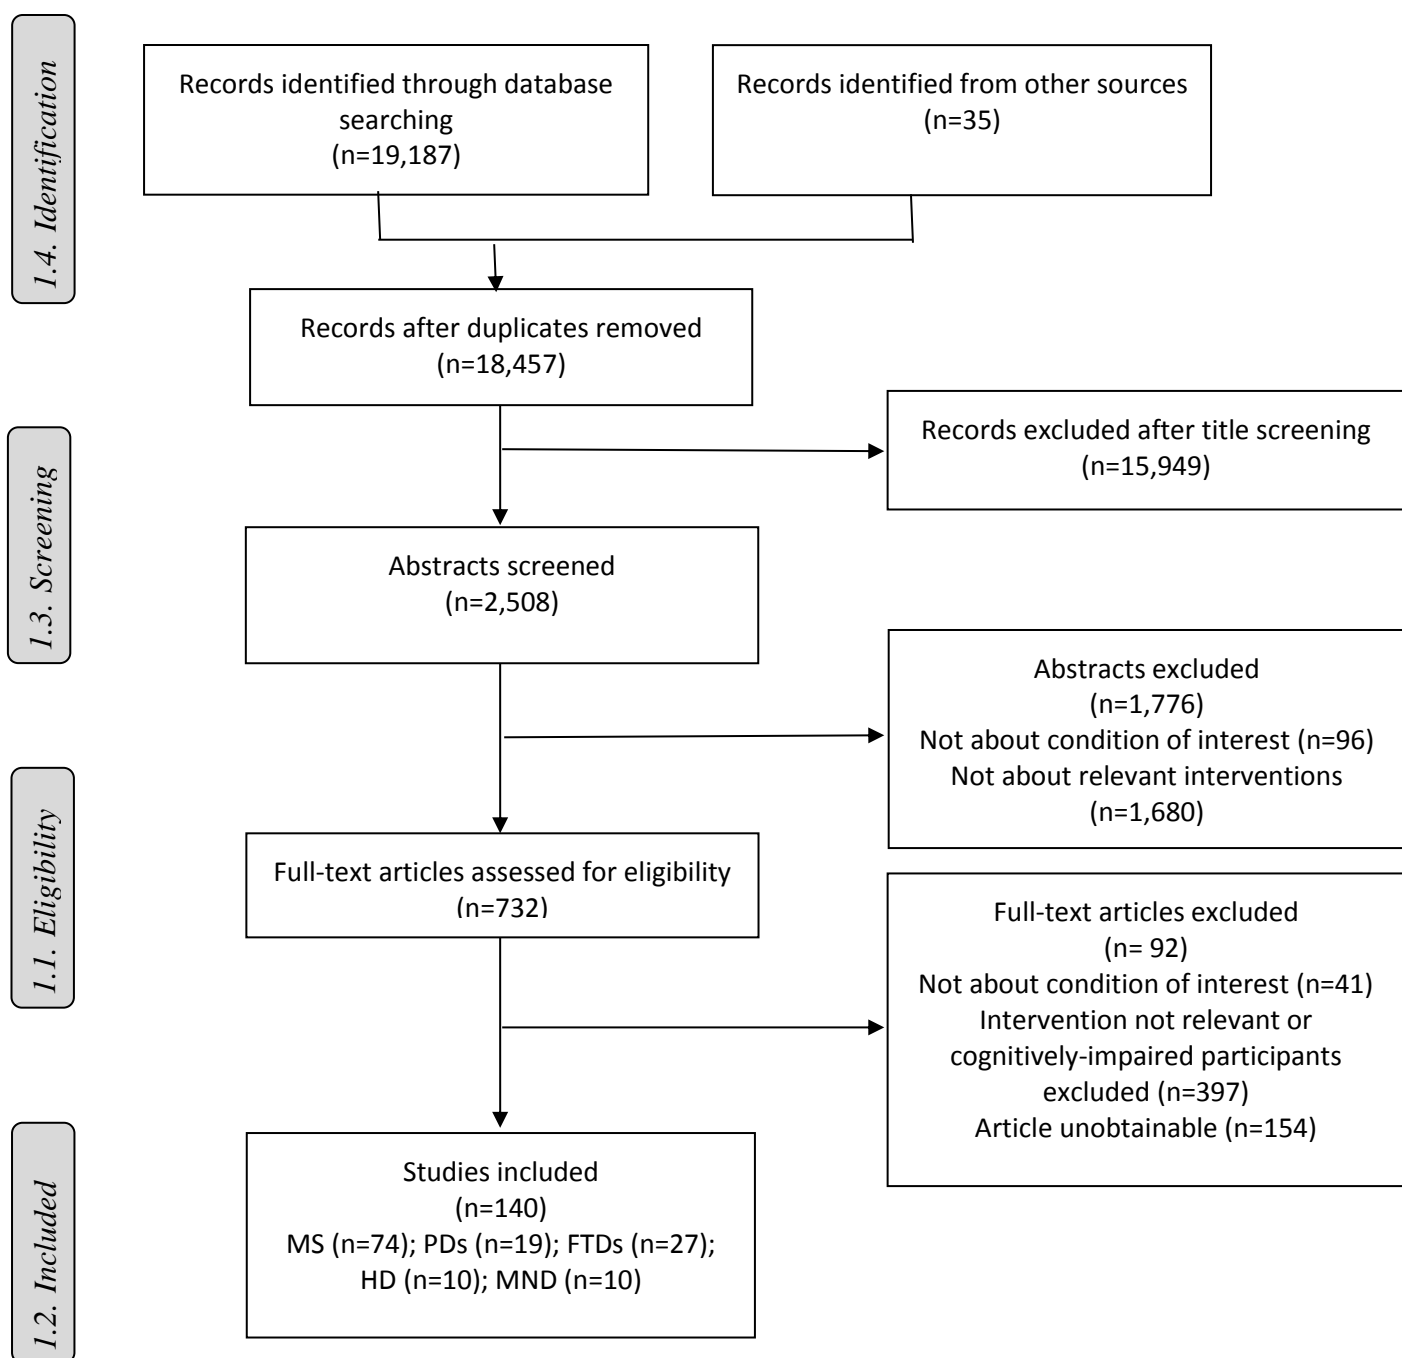 1.4. Identification
Records identified through database
searching
(n=19,187)
Records identified from other sources
(n=35)
Records after duplicates removed
(n=18,457)
Records excluded after title screening
(n=15,949)
1.3. Screening
Abstracts screened
(n=2,508)
Abstracts excluded
(n=1,776)
Not about condition of interest (n=96)
Not about relevant interventions
(n=1,680)
1.1. Eligibility
Full-text articles assessed for eligibility
(n=732)
Full-text articles excluded
(n= 92)
Not about condition of interest (n=41)
Intervention not relevant or
cognitively-impaired participants
excluded (n=397)
Article unobtainable (n=154)
1.2. Included
Studies included
(n=140)
MS (n=74); PDs (n=19); FTDs (n=27);
HD (n=10); MND (n=10)